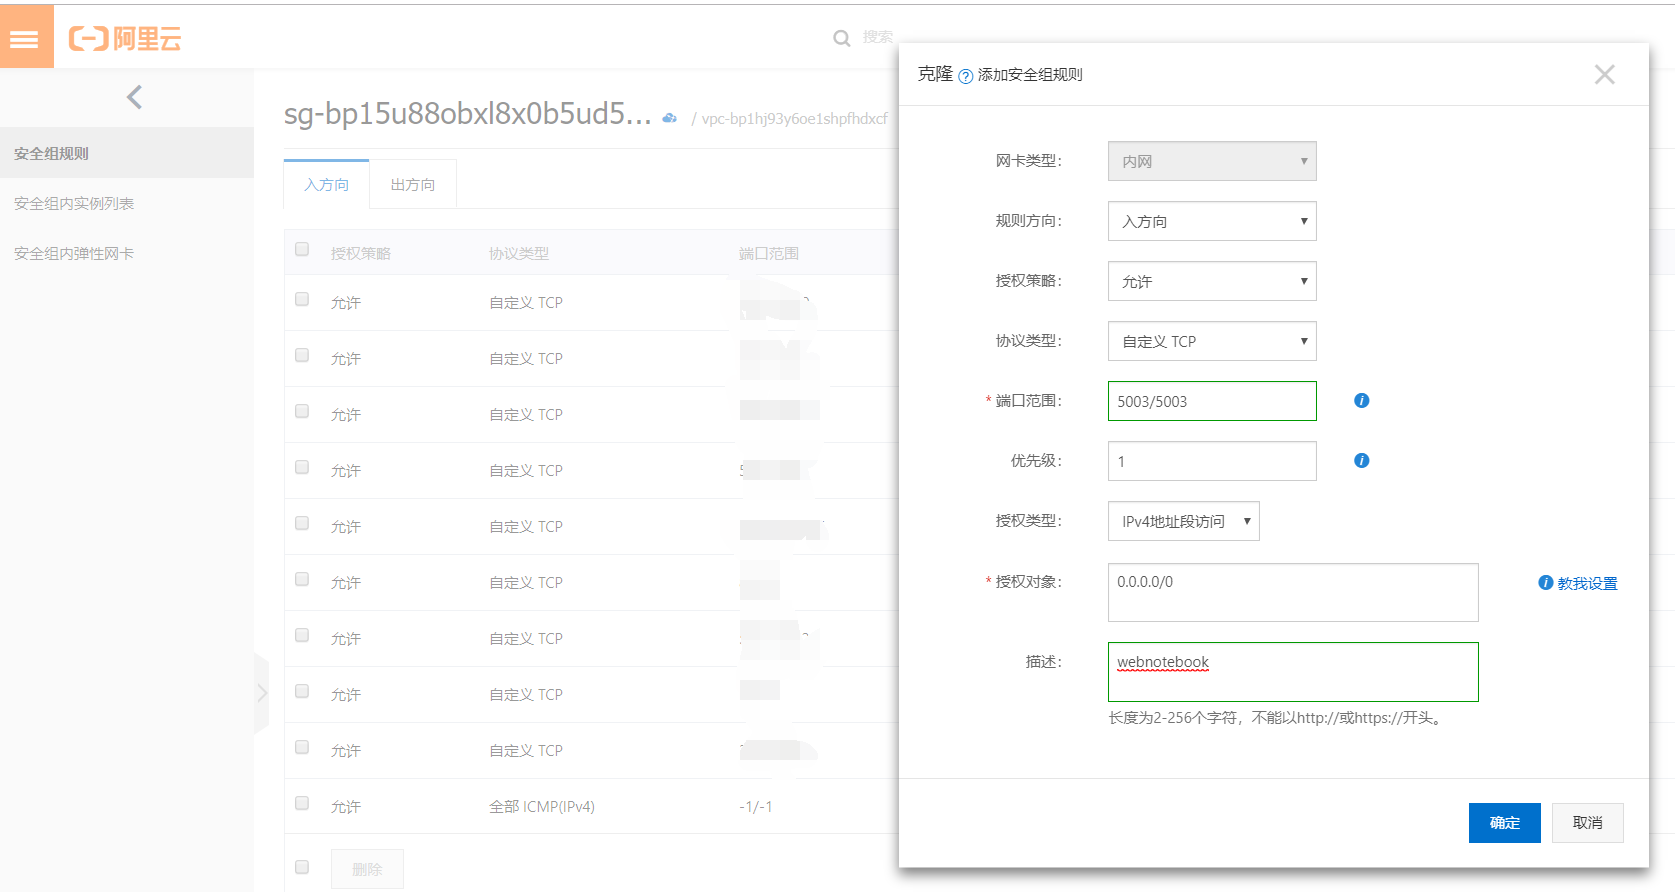 阿里云
搜索
sg-bp15u88obxl8x0b5ud5...
/ vpc-bp1hj93y6oe1shpfhdxcf
安全组规则
安全组内实例列表
安全组内弹性网卡
入方向 出方向
授权策略 协议类型 端口范围
允许 自定义 TCP
允许 自定义 TCP
允许 自定义 TCP
允许 自定义 TCP
允许 自定义 TCP
允许 自定义 TCP
允许 自定义 TCP
允许 自定义 TCP
允许 自定义 TCP
允许 全部 ICMP(IPv4) -1/-1
删除
克隆 ? 添加安全组规则
网卡类型: 内网
规则方向: 入方向
授权策略: 允许
协议类型: 自定义 TCP
* 端口范围: 5003/5003
优先级: 1
授权类型: IPv4地址段访问
* 授权对象: 0.0.0.0/0
教我设置
描述: webnotebook
长度为2-256个字符，不能以http://或https://开头。
确定 取消